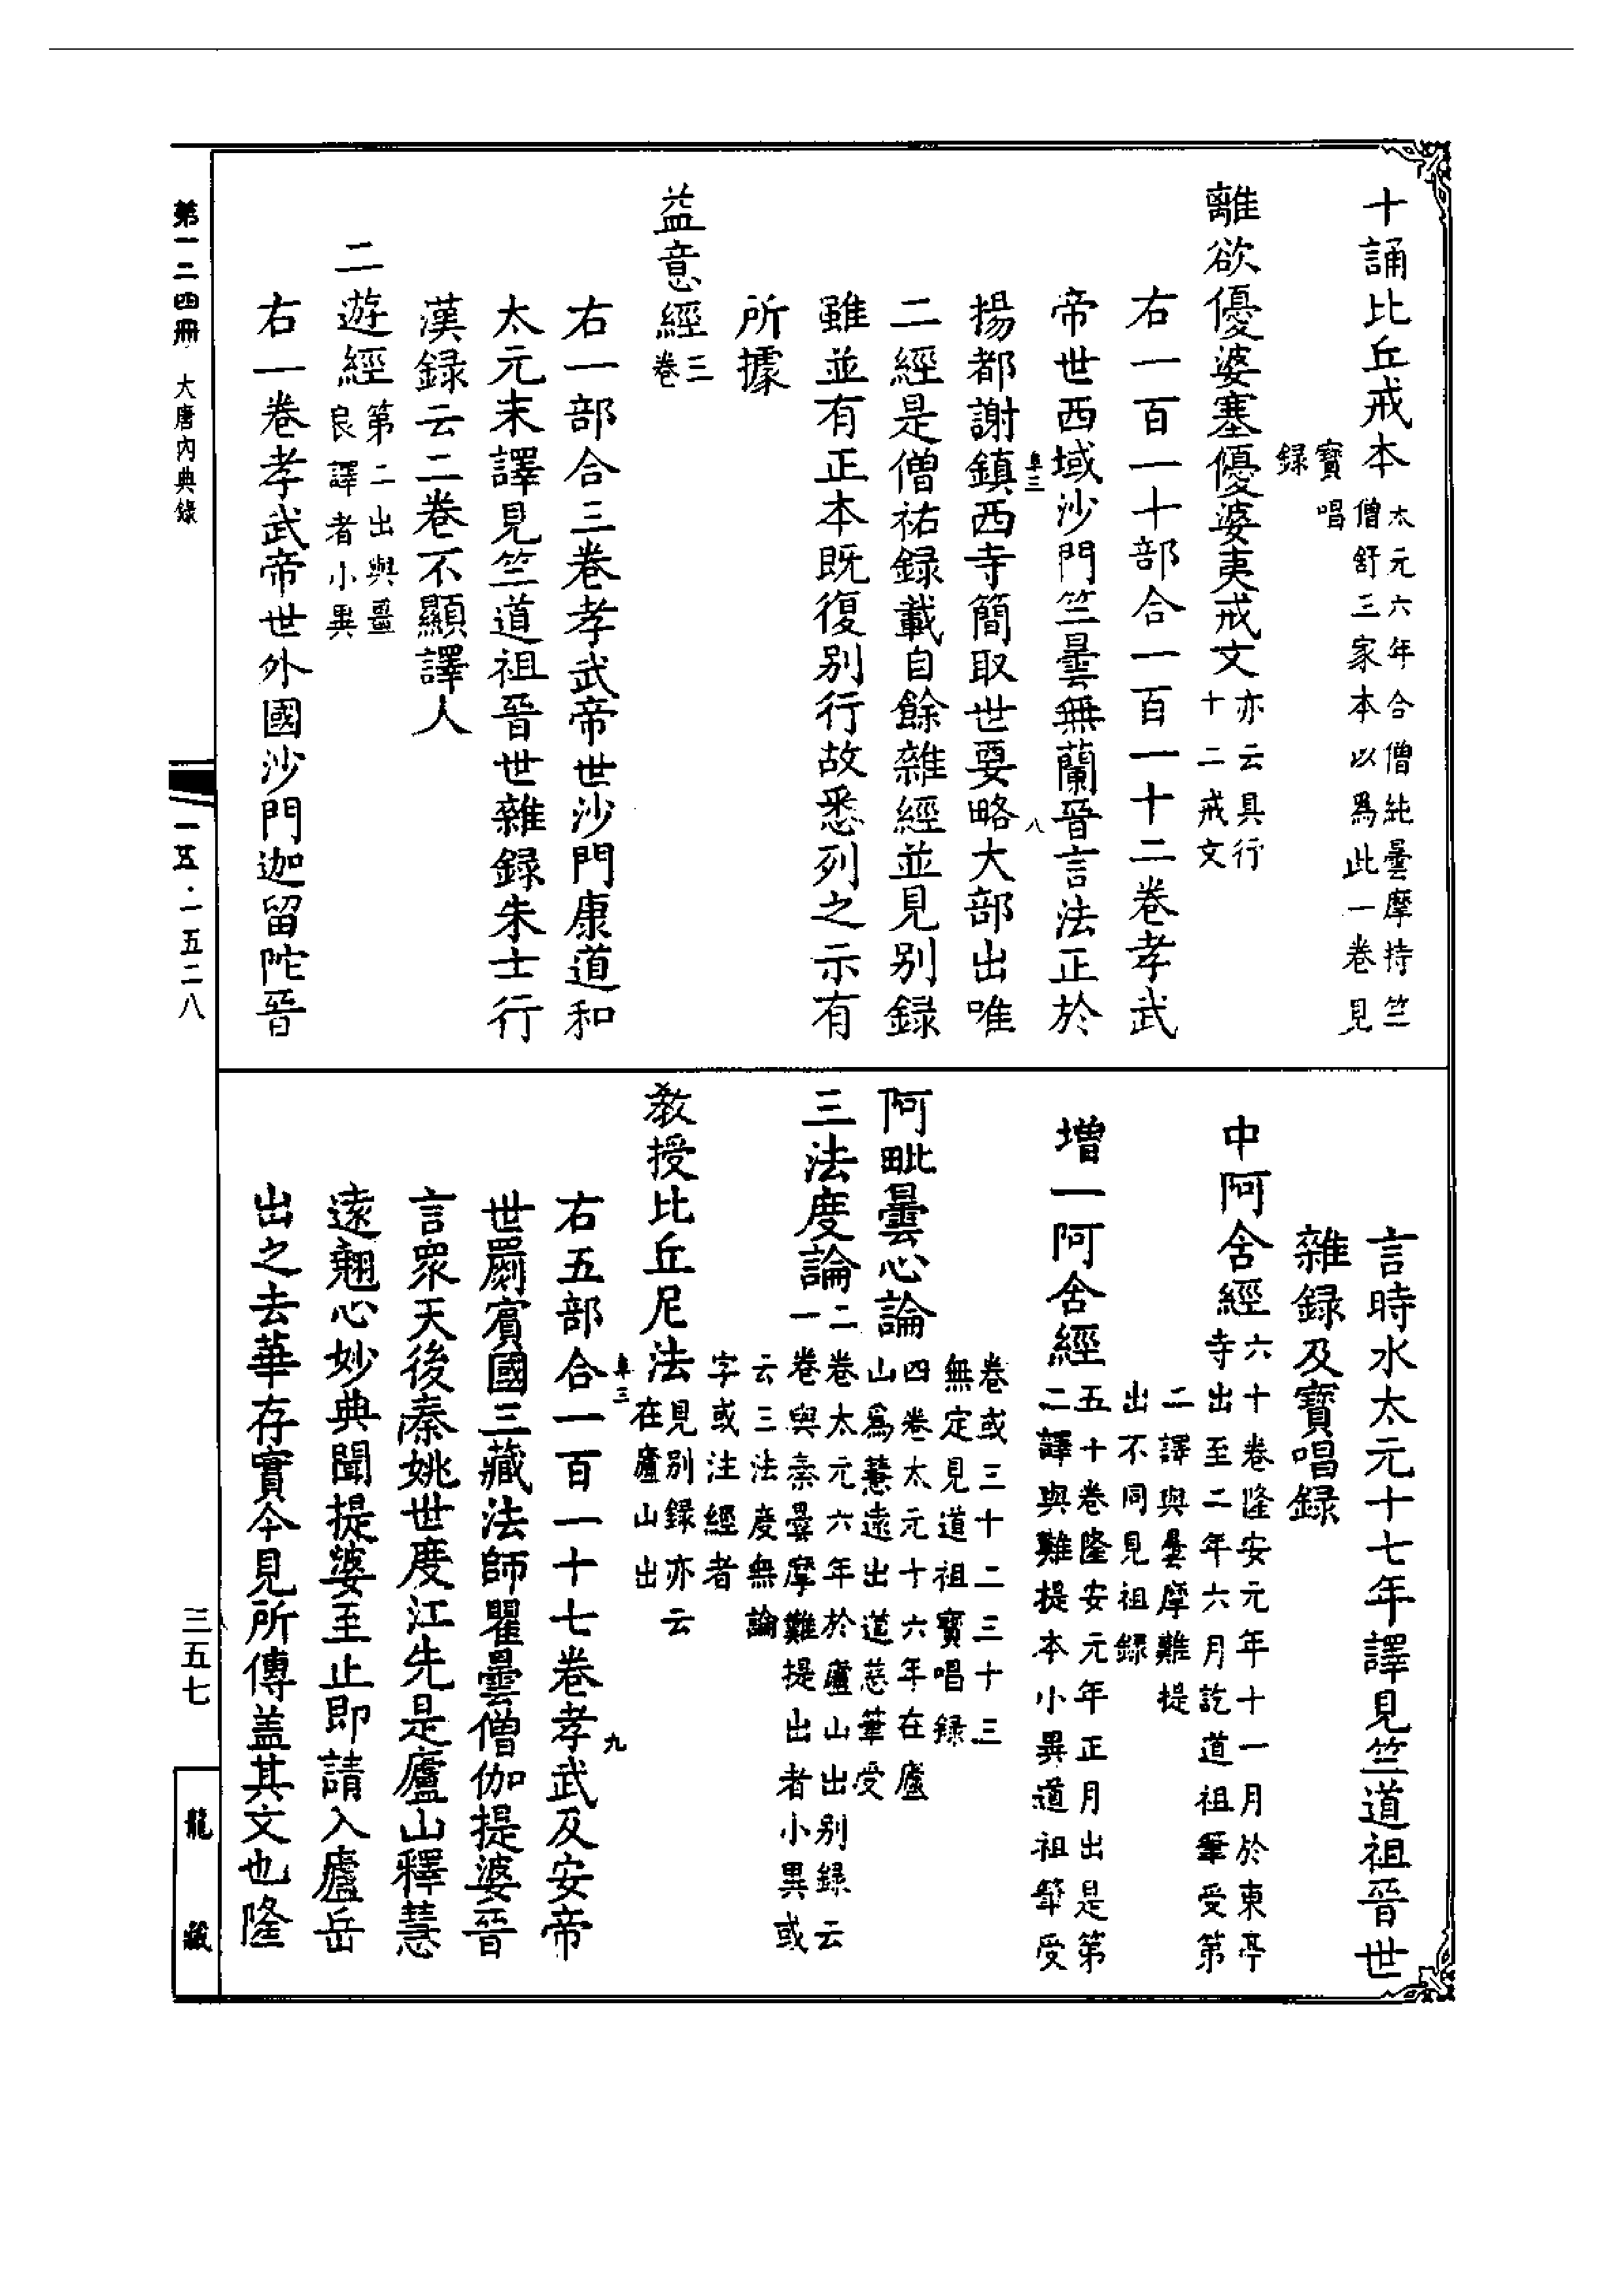 十誦比丘戒本太元六年合僧純曇摩持竺
僧舒三家本以爲此一卷見
寶唱
録
離欲優婆塞優婆夷戒文亦云具行
十二戒文
右一百一十部合一百一十二卷孝武
帝世西域沙門竺曇無蘭晉言法正於
阜三
八
揚都謝鎮西寺簡取世要略大部出唯
二經是僧祐録載自餘雜經並見別録
雖並有正本既復別行故悉列之示有
所據
益意經三
卷
右一部合三卷孝武帝世沙門康道和
太元末譯見竺道祖晉世雜録朱士行
漢録云二卷不顯譯人
二遊經第二出與畺
良譯者小異
右一卷孝武帝世外國沙門迦留陀晉
言時水太元十七年譯見竺道祖晉世
雜録及寶唱録
中阿含經六十卷隆安元年十一月於東亭
寺出至二年六月訖道祖筆受第
二譯與曇摩難提
出不同見祖録
增一阿含經五十卷隆安元年正月出是第
二譯與難提本小異道祖筆受
卷或三十二三十三
無定見道祖寶唱録
阿毗曇心論四卷太元十六年在廬
山爲慧遠出道慈筆受
三法度論二卷太元六年於廬山出別録云
一卷與秦曇摩難提出者小異或
云三法度無論
字或注經者
教授比丘尼法見別録亦云
在廬山出
阜三
九
右五部合一百一十七卷孝武及安帝
世罽賓國三藏法師瞿曇僧伽提婆晉
言眾天後秦姚世度江先是廬山釋慧
遠翹心妙典聞提婆至止即請入廬岳
出之去華存實今見所傳蓋其文也隆
第一二四冊 大唐內典錄
一五·一五二八
三五七
龍藏